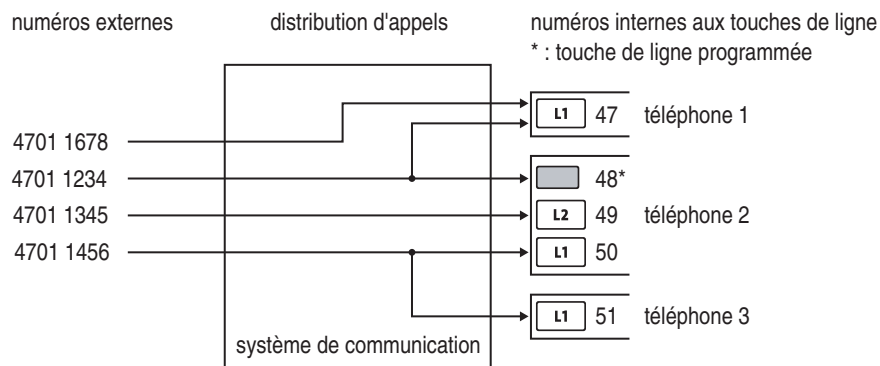 numéros externes
distribution d'appels
numéros internes aux touches de ligne
* : touche de ligne programmée
L1 47 téléphone 1
4701 1678
4701 1234
48*
4701 1345
L2 49 téléphone 2
4701 1456
L1 50
L1 51 téléphone 3
système de communication